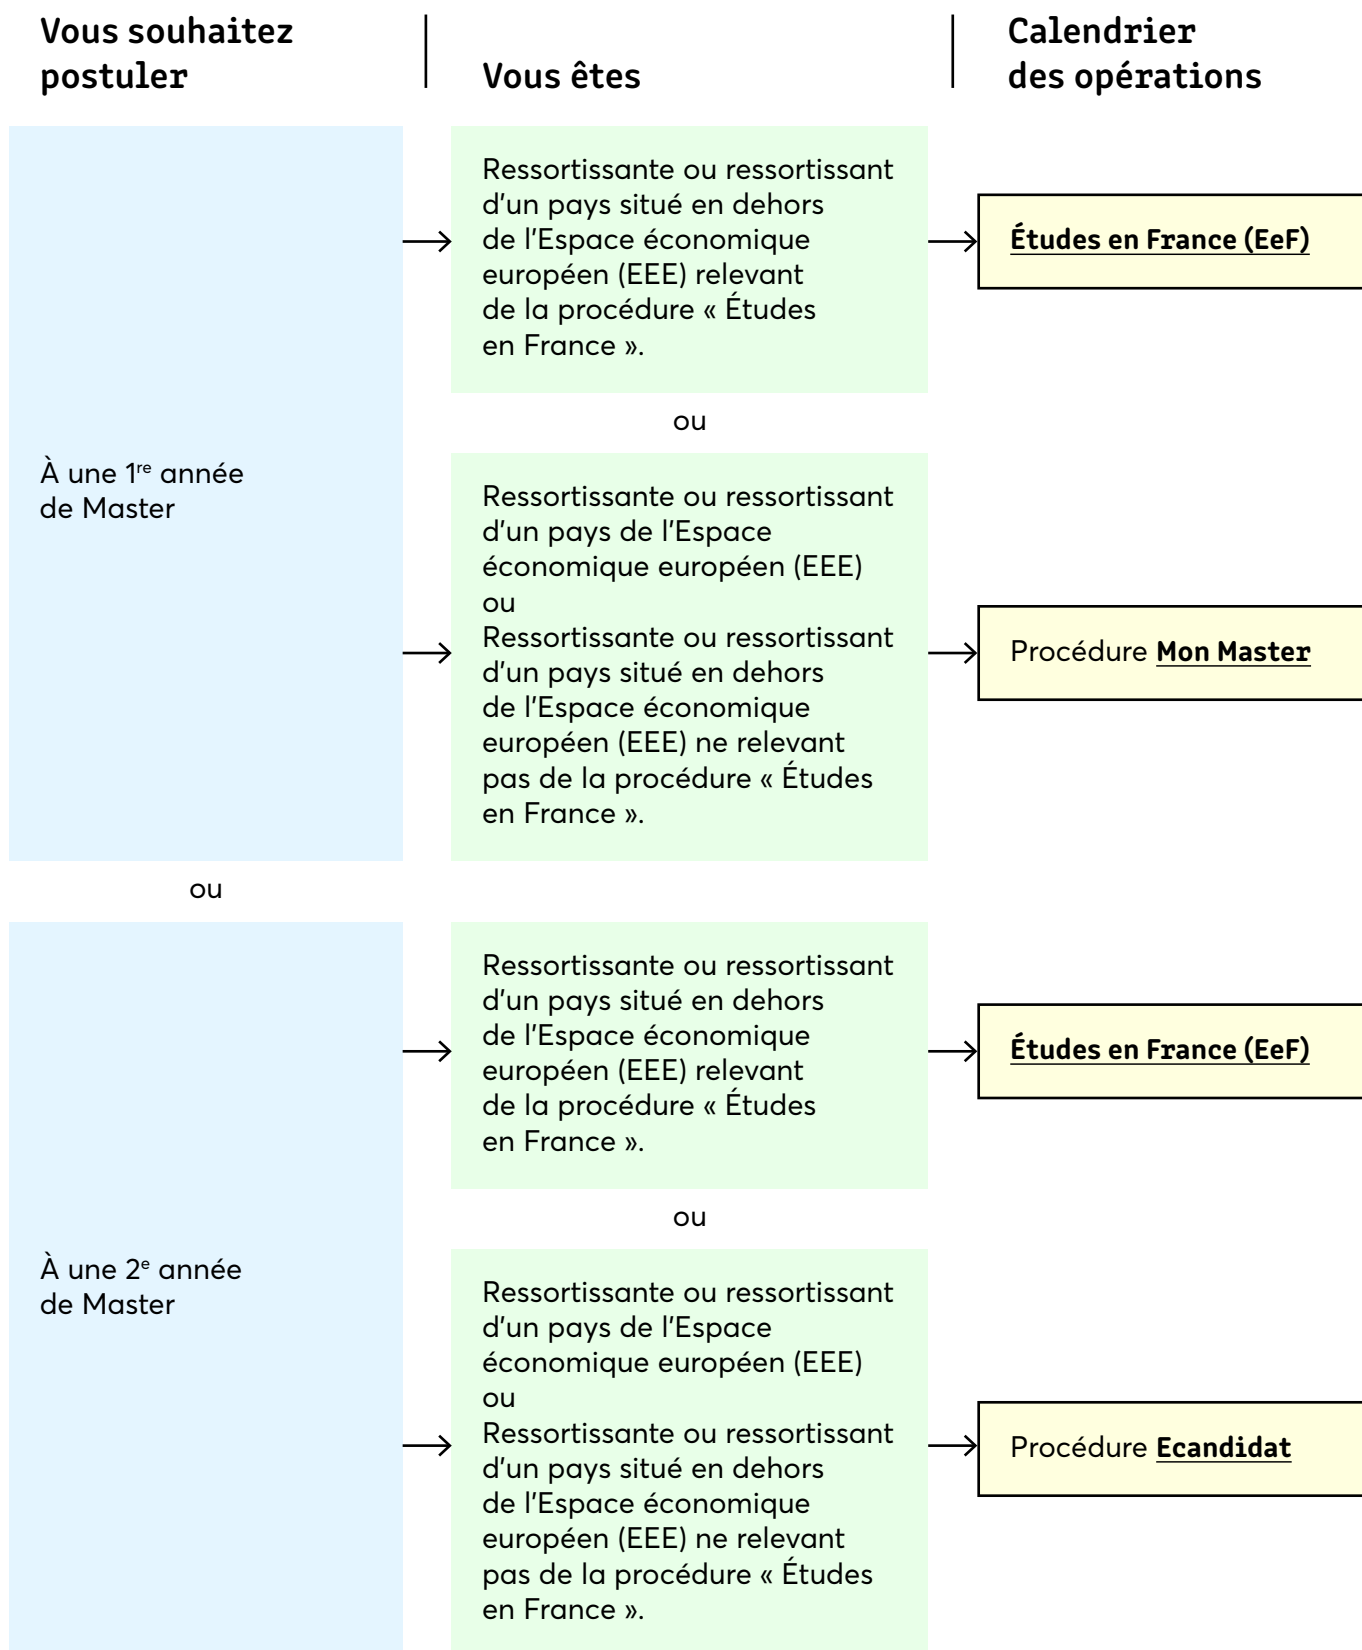 Vous souhaitez
postuler
Vous êtes
Calendrier
des opérations
À une 1re année
de Master
Ressortissante ou ressortissant
d'un pays situé en dehors
de l'Espace économique
européen (EEE) relevant
de la procédure « Études
en France ».
Études en France (EeF)
ou
Ressortissante ou ressortissant
d'un pays de l'Espace
économique européen (EEE)
ou
Ressortissante ou ressortissant
d'un pays situé en dehors
de l'Espace économique
européen (EEE) ne relevant
pas de la procédure « Études
en France ».
Procédure Mon Master
ou
À une 2e année
de Master
Ressortissante ou ressortissant
d'un pays situé en dehors
de l'Espace économique
européen (EEE) relevant
de la procédure « Études
en France ».
Études en France (EeF)
ou
Ressortissante ou ressortissant
d'un pays de l'Espace
économique européen (EEE)
ou
Ressortissante ou ressortissant
d'un pays situé en dehors
de l'Espace économique
européen (EEE) ne relevant
pas de la procédure « Études
en France ».
Procédure Ecandidat